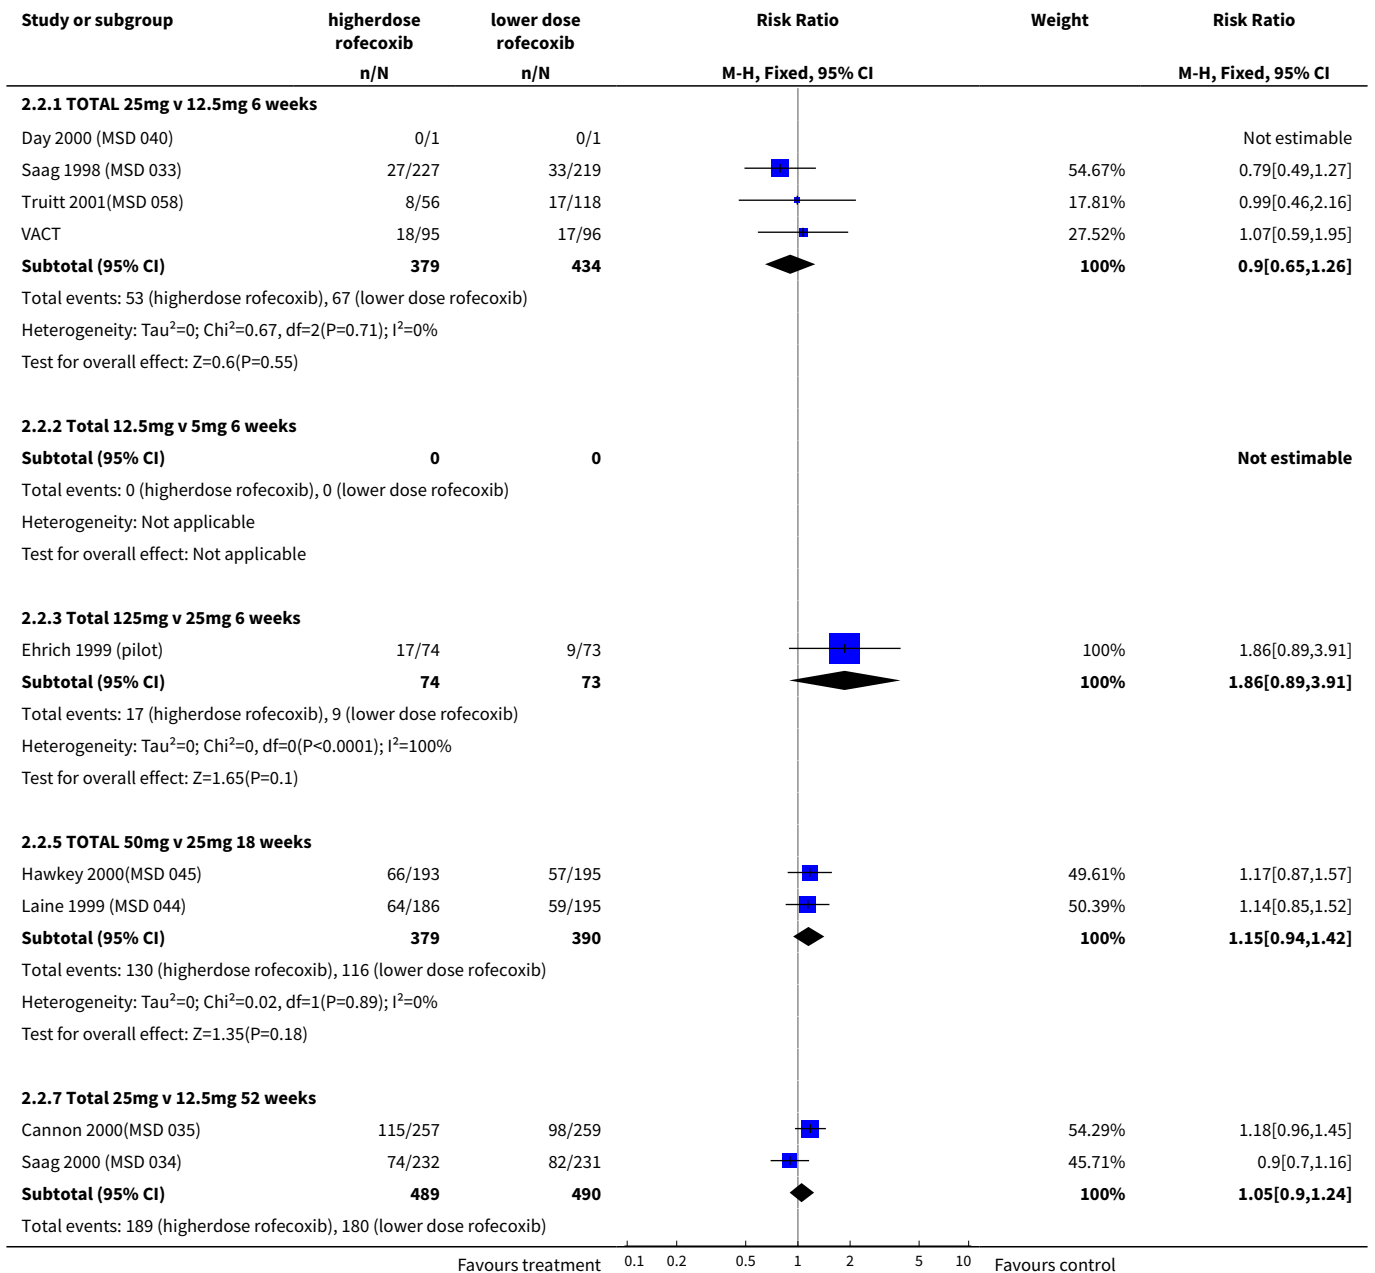 Study or subgroup higherdose rofecoxib lower dose rofecoxib Risk Ratio Weight Risk Ratio
n/N n/N M-H, Fixed, 95% CI M-H, Fixed, 95% CI
2.2.1 TOTAL 25mg v 12.5mg 6 weeks
Day 2000 (MSD 040) 0/1 0/1 Not estimable
Saag 1998 (MSD 033) 27/227 33/219 54.67% 0.79[0.49,1.27]
Truitt 2001(MSD 058) 8/56 17/118 17.81% 0.99[0.46,2.16]
VACT 18/95 17/96 27.52% 1.07[0.59,1.95]
Subtotal (95% CI) 379 434 100% 0.9[0.65,1.26]
Total events: 53 (higherdose rofecoxib), 67 (lower dose rofecoxib)
Heterogeneity: Tau²=0; Chi²=0.67, df=2(P=0.71); I²=0%
Test for overall effect: Z=0.6(P=0.55)
2.2.2 Total 12.5mg v 5mg 6 weeks
Subtotal (95% CI) 0 0 Not estimable
Total events: 0 (higherdose rofecoxib), 0 (lower dose rofecoxib)
Heterogeneity: Not applicable
Test for overall effect: Not applicable
2.2.3 Total 125mg v 25mg 6 weeks
Ehrich 1999 (pilot) 17/74 9/73 100% 1.86[0.89,3.91]
Subtotal (95% CI) 74 73 100% 1.86[0.89,3.91]
Total events: 17 (higherdose rofecoxib), 9 (lower dose rofecoxib)
Heterogeneity: Tau²=0; Chi²=0, df=0(P<0.0001); I²=100%
Test for overall effect: Z=1.65(P=0.1)
2.2.5 TOTAL 50mg v 25mg 18 weeks
Hawkey 2000(MSD 045) 66/193 57/195 49.61% 1.17[0.87,1.57]
Laine 1999 (MSD 044) 64/186 59/195 50.39% 1.14[0.85,1.52]
Subtotal (95% CI) 379 390 100% 1.15[0.94,1.42]
Total events: 130 (higherdose rofecoxib), 116 (lower dose rofecoxib)
Heterogeneity: Tau²=0; Chi²=0.02, df=1(P=0.89); I²=0%
Test for overall effect: Z=1.35(P=0.18)
2.2.7 Total 25mg v 12.5mg 52 weeks
Cannon 2000(MSD 035) 115/257 98/259 54.29% 1.18[0.96,1.45]
Saag 2000 (MSD 034) 74/232 82/231 45.71% 0.9[0.7,1.16]
Subtotal (95% CI) 489 490 100% 1.05[0.9,1.24]
Total events: 189 (higherdose rofecoxib), 180 (lower dose rofecoxib)
Favours treatment 0.1 0.2 0.5 1 2 5 10 Favours control